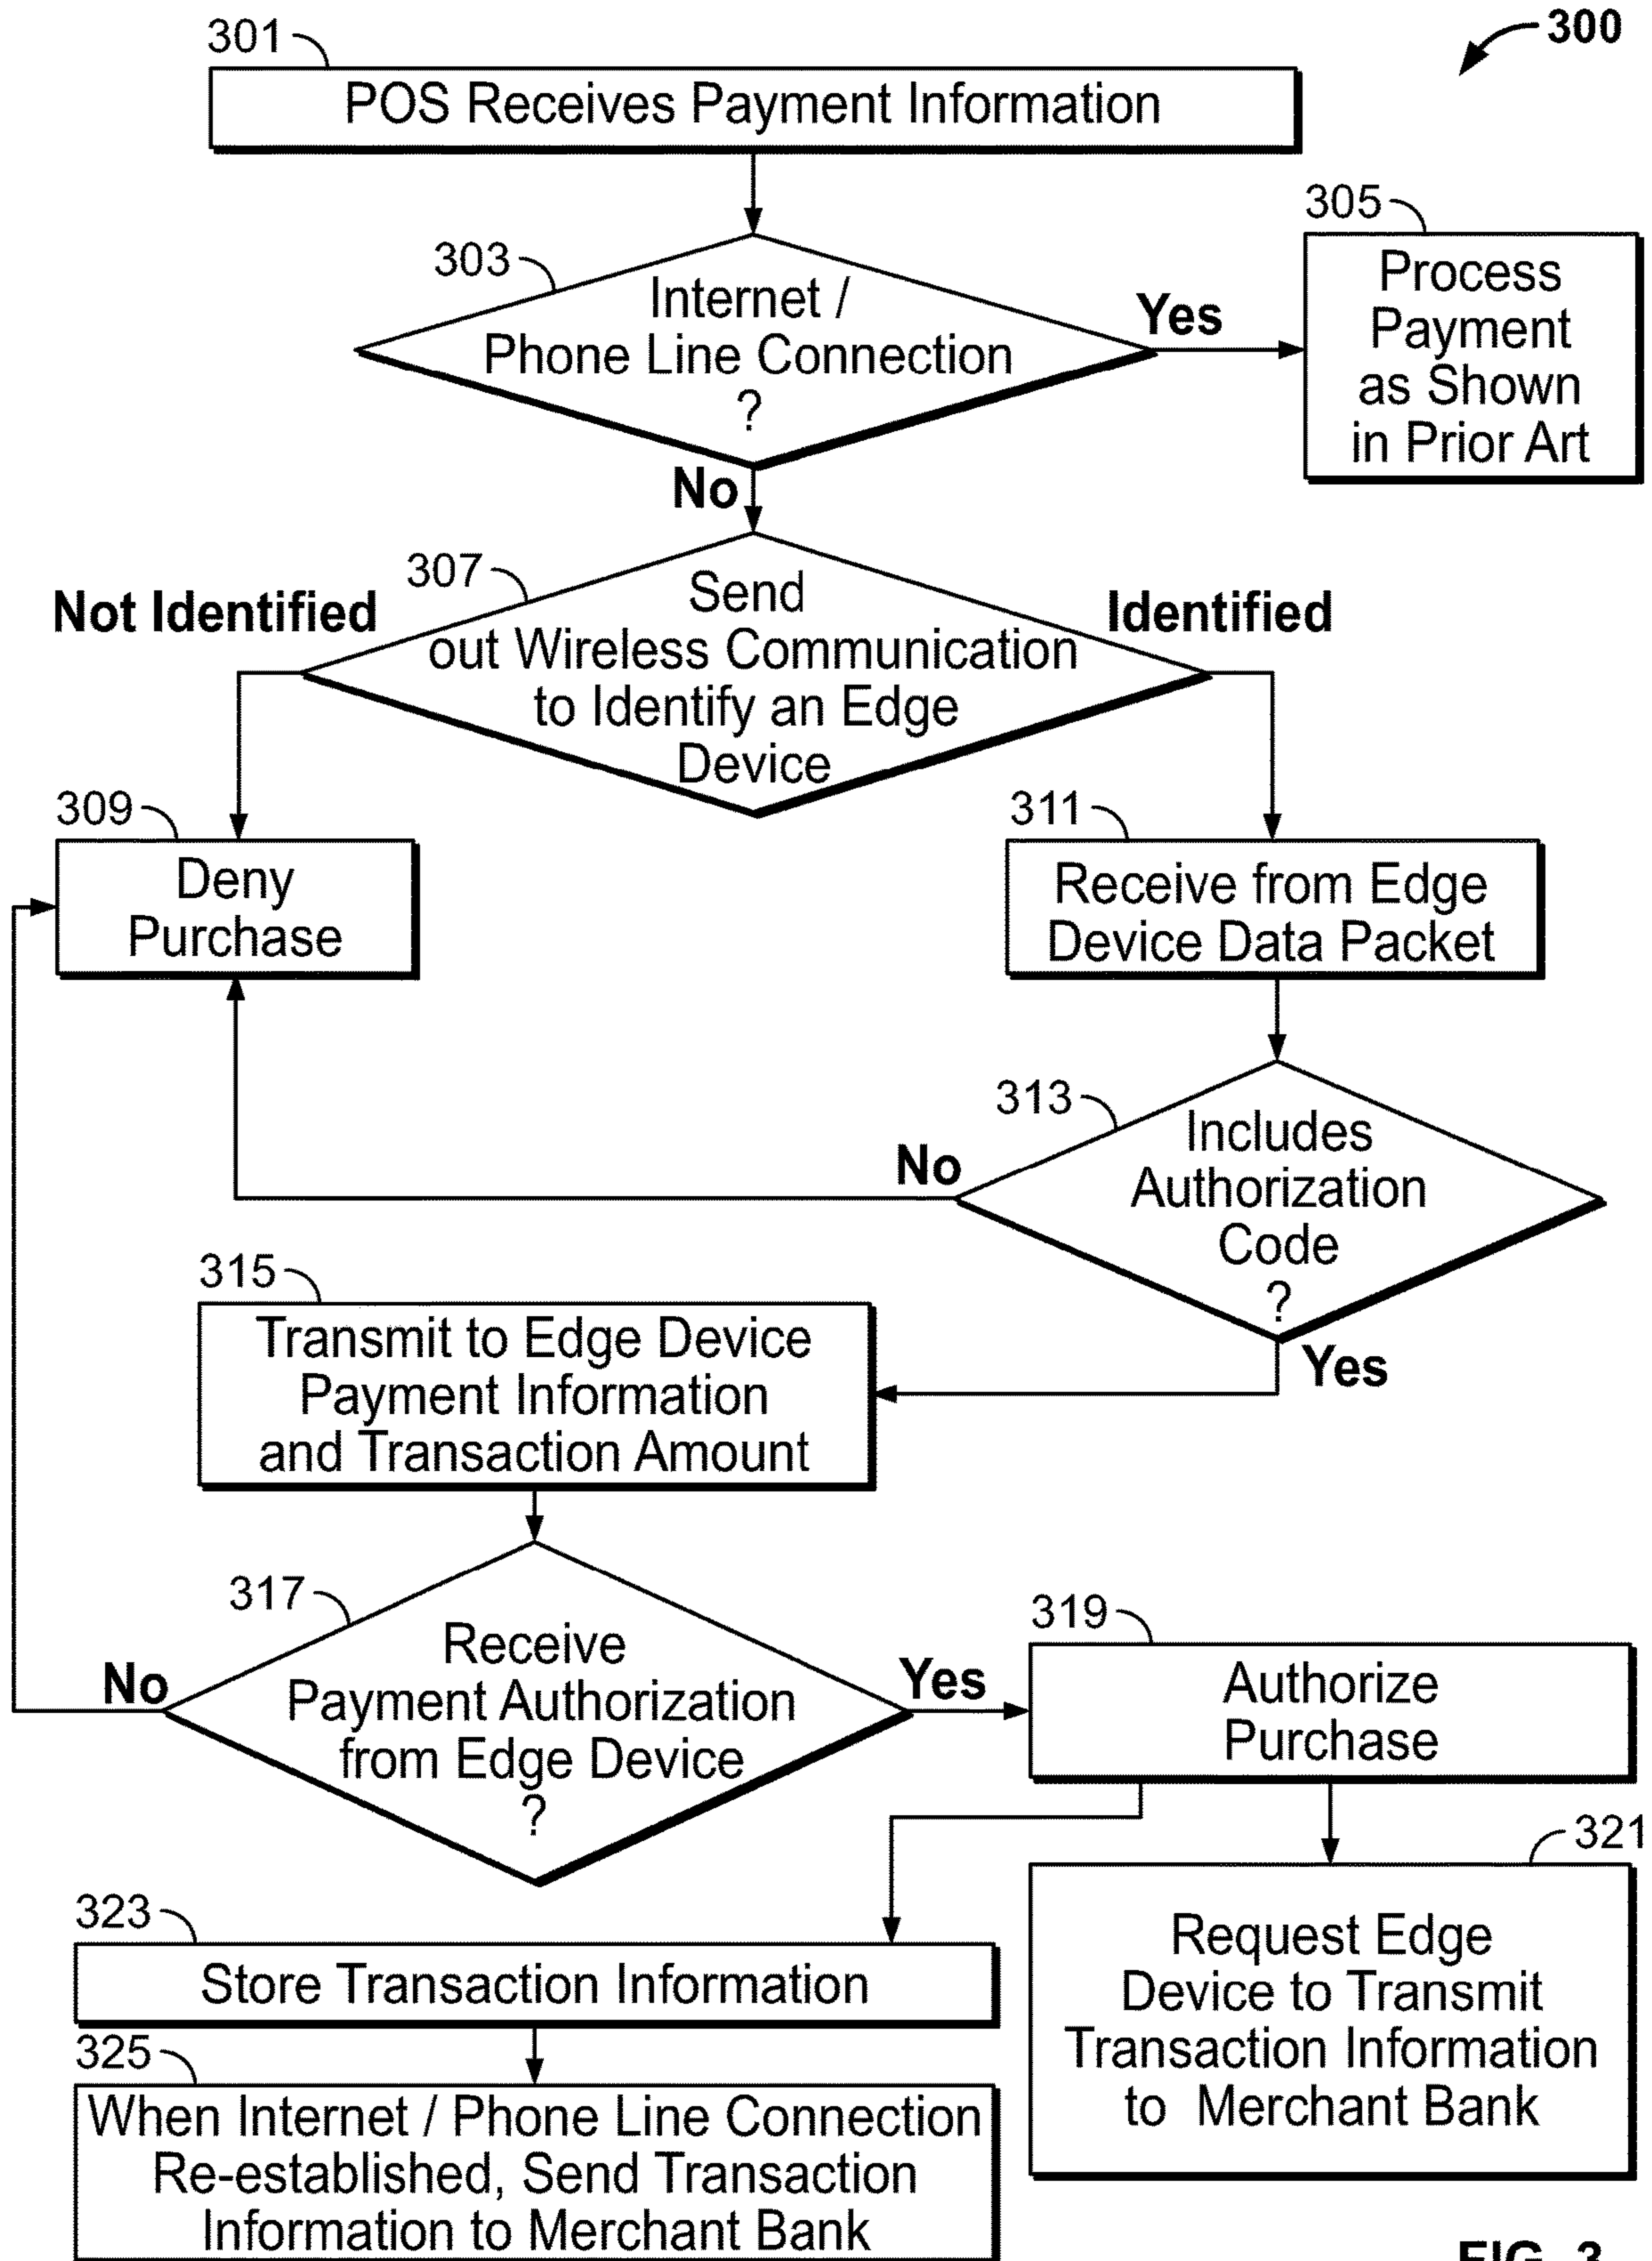 300
301
POS Receives Payment Information
303
Internet /
Phone Line Connection
?
Yes
305
Process
Payment
as Shown
in Prior Art
No
307
Send
out Wireless Communication
to Identify an Edge
Device
Not Identified
Identified
309
Deny
Purchase
311
Receive from Edge
Device Data Packet
313
Includes
Authorization
Code
?
No
Yes
315
Transmit to Edge Device
Payment Information
and Transaction Amount
317
Receive
Payment Authorization
from Edge Device
?
No
Yes
319
Authorize
Purchase
321
Request Edge
Device to Transmit
Transaction Information
to Merchant Bank
323
Store Transaction Information
325
When Internet / Phone Line Connection
Re-established, Send Transaction
Information to Merchant Bank
FIG. 3